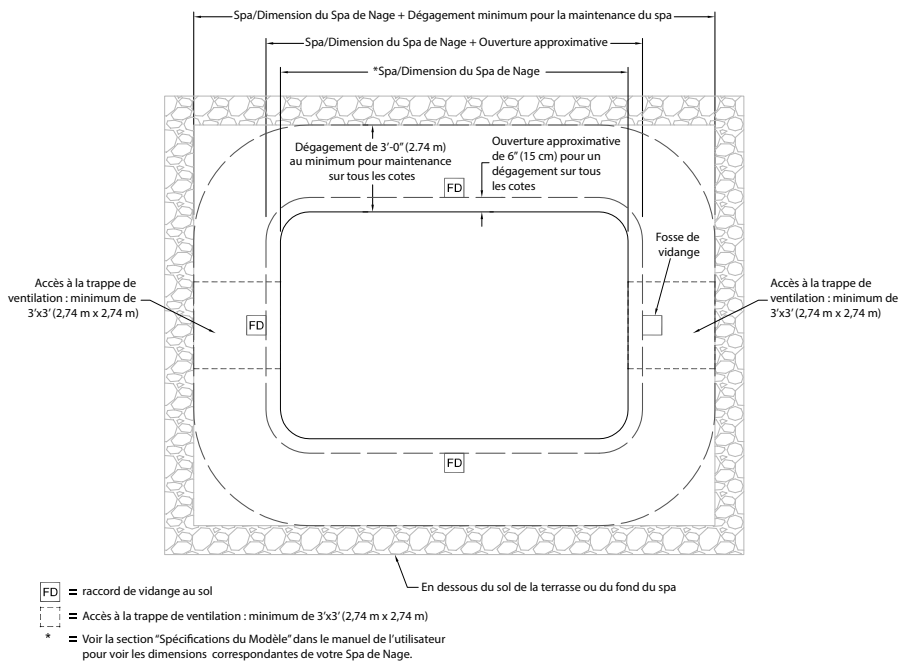 Spa/Dimension du Spa de Nage + Dégagement minimum pour la maintenance du spa
Spa/Dimension du Spa de Nage + Ouverture approximative
*Spa/Dimension du Spa de Nage
Dégagement de 3'-0" (2.74 m)
au minimum pour maintenance
sur tous les cotes
Ouverture approximative
de 6" (15 cm) pour un
dégagement sur tous
les cotes
FD
Fosse de
vidange
Accès à la trappe de
ventilation : minimum de
3'x3' (2,74 m x 2,74 m)
FD
Accès à la trappe de
ventilation : minimum de
3'x3' (2,74 m x 2,74 m)
FD
En dessous du sol de la terrasse ou du fond du spa
FD = raccord de vidange au sol
= Accès à la trappe de ventilation : minimum de 3'x3' (2,74 m x 2,74 m)
* = Voir la section "Spécifications du Modèle" dans le manuel de l'utilisateur
pour voir les dimensions correspondantes de votre Spa de Nage.